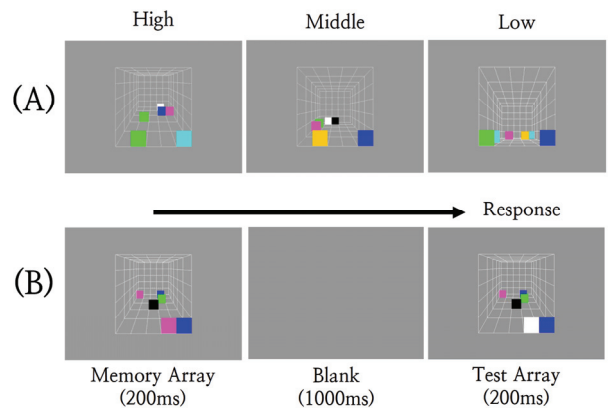 High Middle Low
(A)
Response
(B)
Memory Array Blank Test Array
(200ms) (1000ms) (200ms)